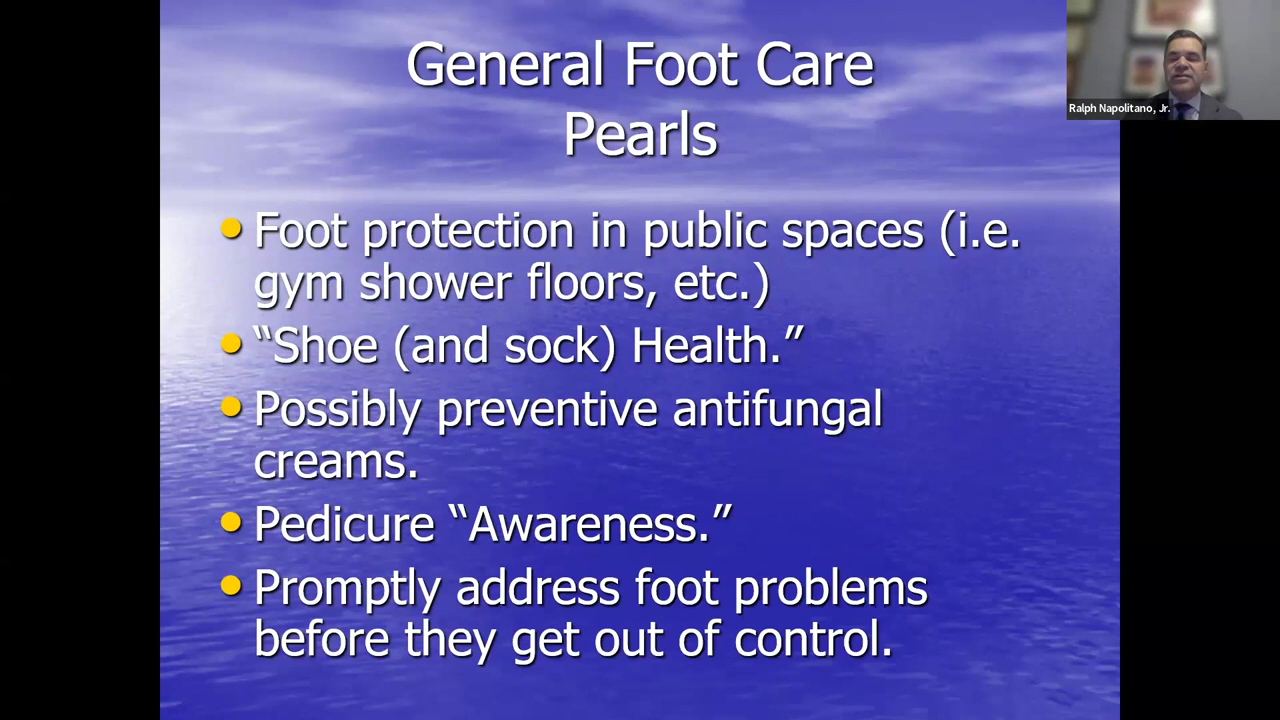 General Foot Care
Pearls
Ralph Napolitano, Jr.
• Foot protection in public spaces (i.e.
gym shower floors, etc.)
• “Shoe (and sock) Health.”
• Possibly preventive antifungal
creams.
• Pedicure “Awareness.”
• Promptly address foot problems
before they get out of control.